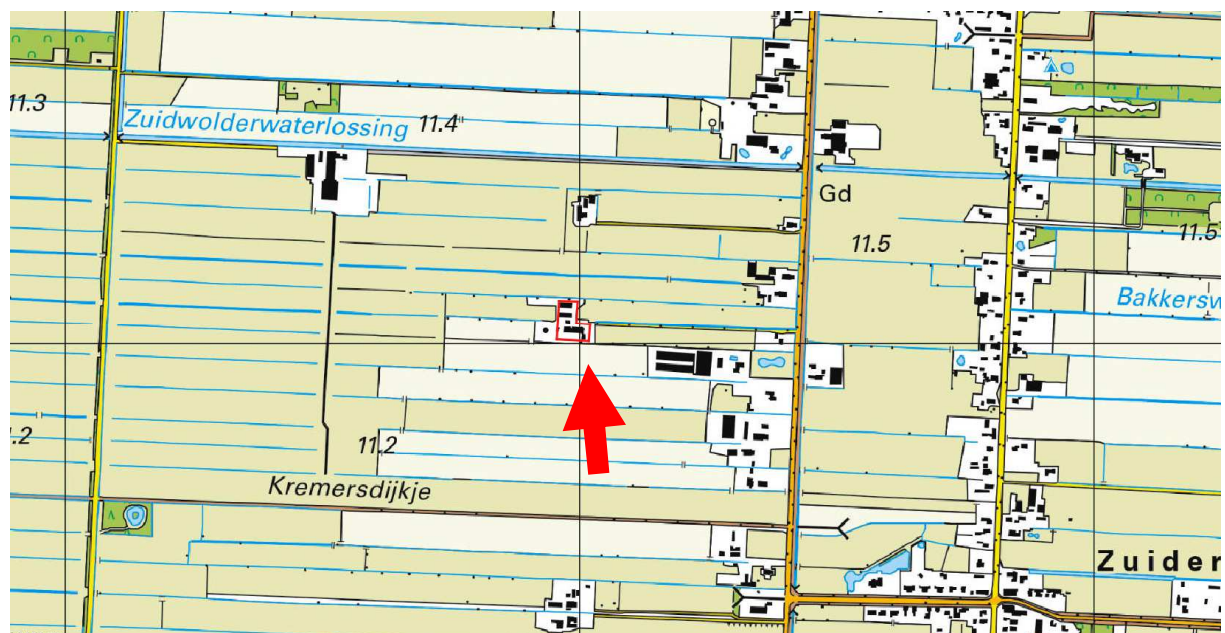 11.3
Zuidwolderwaterlossing
11.4
Gd
11.5
11.5
Bakkersw
.2
11.2
Kremersdijkje
Zuider